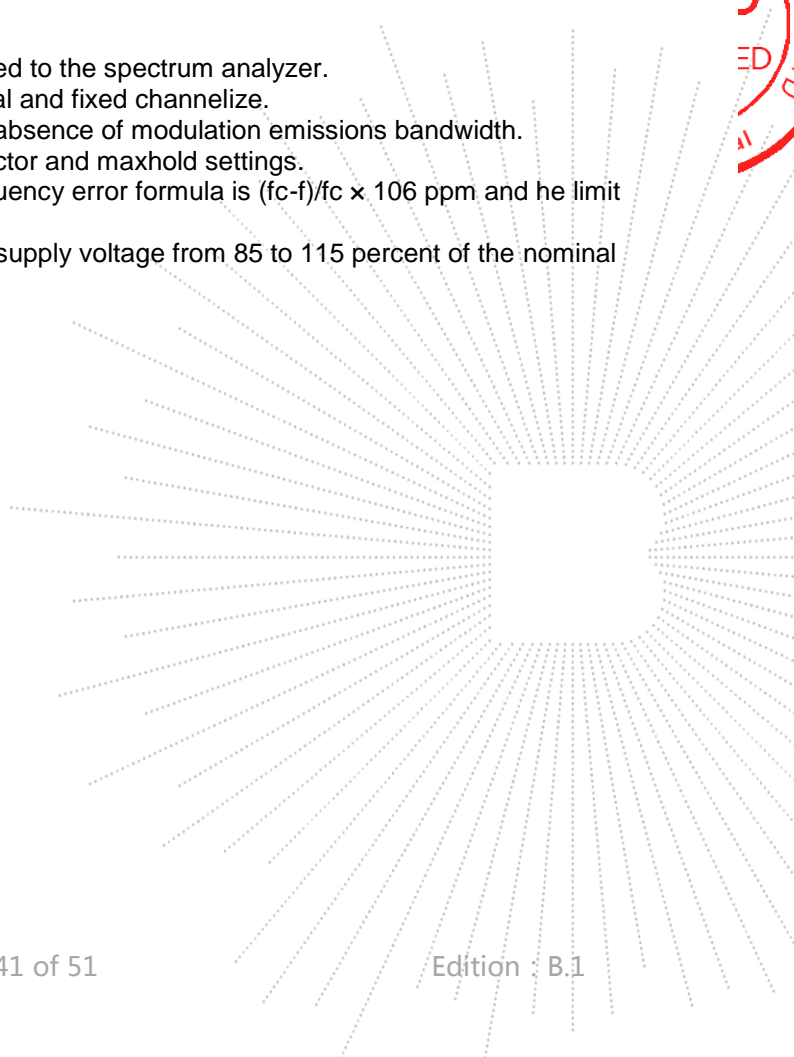 ed to the spectrum analyzer.
al and fixed channelize.
absence of modulation emissions bandwidth.
ctor and maxhold settings.
uency error formula is (fc-f)/fc × 106 ppm and he limit
supply voltage from 85 to 115 percent of the nominal
ED
41 of 51 Edition : B.1